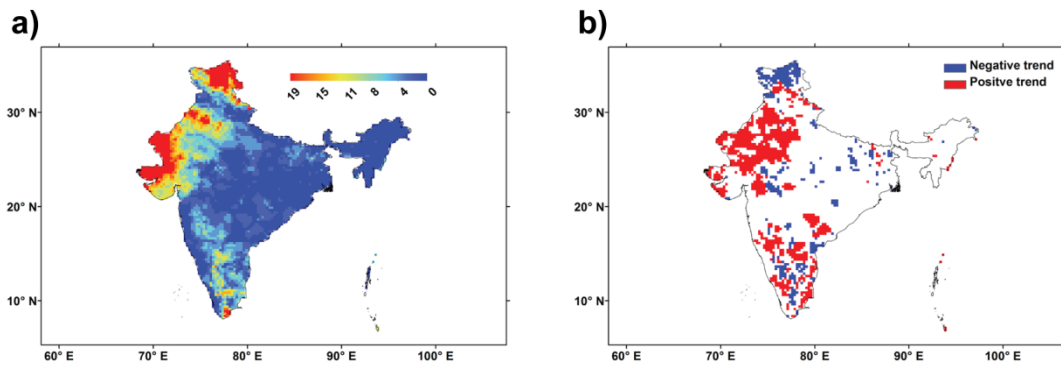 a)
19 15 11 8 4 0
30° N
20° N
10° N
60° E 70° E 80° E 90° E 100° E
b)
Negative trend
Positve trend
30° N
20° N
10° N
60° E 70° E 80° E 90° E 100° E